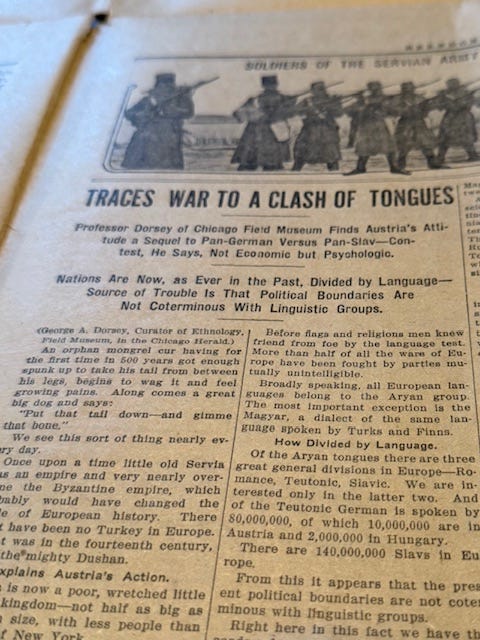 SOLDIERS OF THE SERVIAN ARMY
TRACES WAR TO A CLASH OF TONGUES
Professor Dorsey of Chicago Field Museum Finds Austria's Atti-
tude a Sequel to Pan-German Versus Pan-Slav—Con-
test, He Says, Not Economic but Psychologic.
Nations Are Now, as Ever in the Past, Divided by Language—
Source of Trouble Is That Political Boundaries Are
Not Coterminous With Linguistic Groups.
(George A. Dorsey, Curator of Ethnology,
Field Museum, in the Chicago Herald.)
An orphan mongrel cur having for
the first time in 500 years got enough
spunk up to take his tail from between
his legs, begins to wag it and feel
growing pains. Along comes a great
big dog and says:
"Put that tail down—and gimme
that bone."
We see this sort of thing nearly ev-
ry day.
Once upon a time little old Servia
as an empire and very nearly over-
me the Byzantine empire, which
bably would have changed the
e of European history. There
t have been no Turkey in Europe.
t was in the fourteenth century,
the mighty Dushan.
xplains Austria's Action.
is now a poor, wretched little
kingdom—not half as big as
size, with less people than
of New York.
Before flags and religions men knew
friend from foe by the language test.
More than half of all the wars of Eu-
rope have been fought by parties mu-
tually unintelligible.
Broadly speaking, all European lan-
guages belong to the Aryan group.
The most important exception is the
Magyar, a dialect of the same lan-
guage spoken by Turks and Finns.
How Divided by Language.
Of the Aryan tongues there are three
great general divisions in Europe—Ro-
mance, Teutonic, Slavic. We are in-
terested only in the latter two. And
of the Teutonic German is spoken by
80,000,000, of which 10,000,000 are in
Austria and 2,000,000 in Hungary.
There are 140,000,000 Slavs in Eu
rope.
From this it appears that the pres
ent political boundaries are not coter
minous with linguistic groups.
Right here in this fact we have th